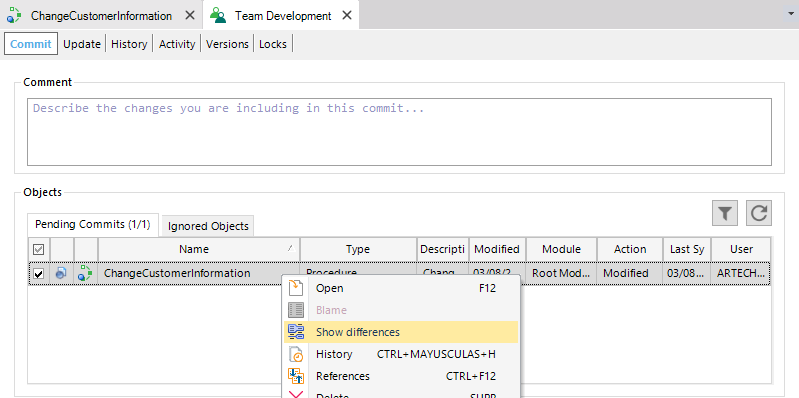 ChangeCustomerInformation
Team Development
Commit Update History Activity Versions Locks
Comment
Describe the changes you are including in this commit...
Objects
Pending Commits (1/1) Ignored Objects
Name Type Descripti Modified Module Action Last Sy User
ChangeCustomerInformation Procedure Chang 03/08/2 Root Mod... Modified 03/08... ARTECH...
Open F12
Blame
Show differences
History CTRL+MAYUSCULAS+H
References CTRL+F12
Delete SUPR